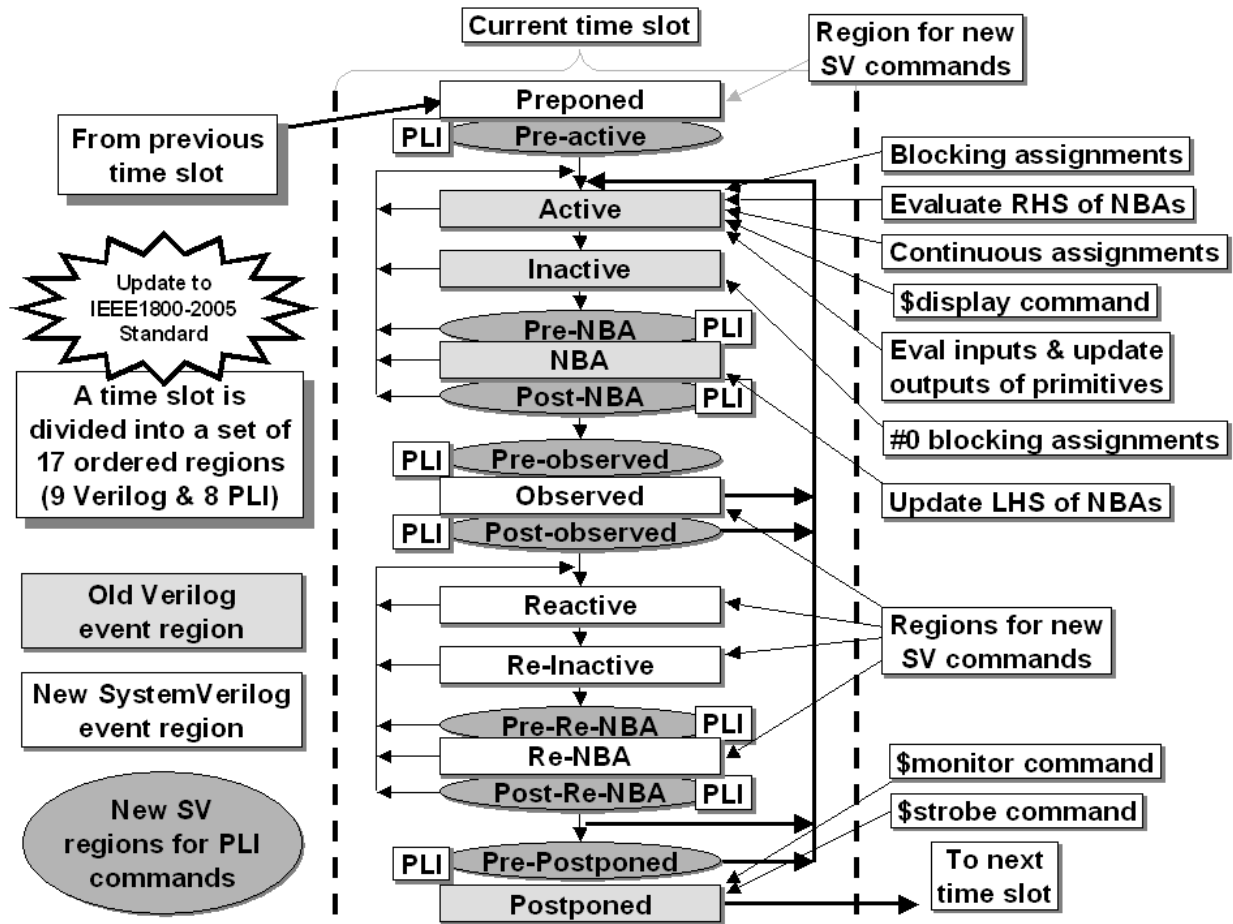 Current time slot
Region for new
SV commands
From previous
time slot
Update to
IEEE1800-2005
Standard
A time slot is
divided into a set of
17 ordered regions
(9 Verilog & 8 PLI)
Old Verilog
event region
New SystemVerilog
event region
New SV
regions for PLI
commands
Preponed
PLI Pre-active
Active
Inactive
Pre-NBA PLI
NBA
Post-NBA PLI
PLI Pre-observed
Observed
PLI Post-observed
Reactive
Re-Inactive
Pre-Re-NBA PLI
Re-NBA
Post-Re-NBA PLI
PLI Pre-Postponed
Postponed
Blocking assignments
Evaluate RHS of NBAs
Continuous assignments
$display command
Eval inputs & update
outputs of primitives
#0 blocking assignments
Update LHS of NBAs
Regions for new
SV commands
$monitor command
$strobe command
To next
time slot